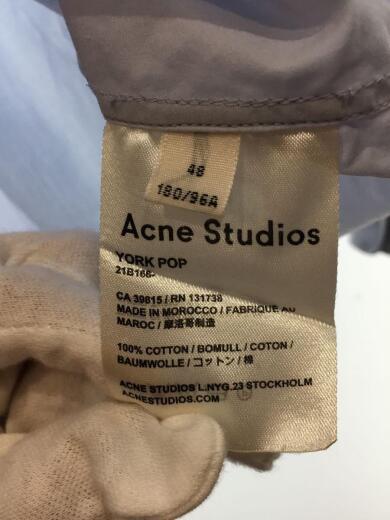 48
180/96A
Acne Studios
YORK POP
21B166-
CA 39815 / RN 131738
MADE IN MOROCCO / FABRIQUE AU
MAROC / 摩洛哥制造
100% COTTON / BOMULL / COTON /
BAUMWOLLE / コットン / 棉
ACNE STUDIOS L:NYG.23 STOCKHOLM
ACNESTUDIOS.COM